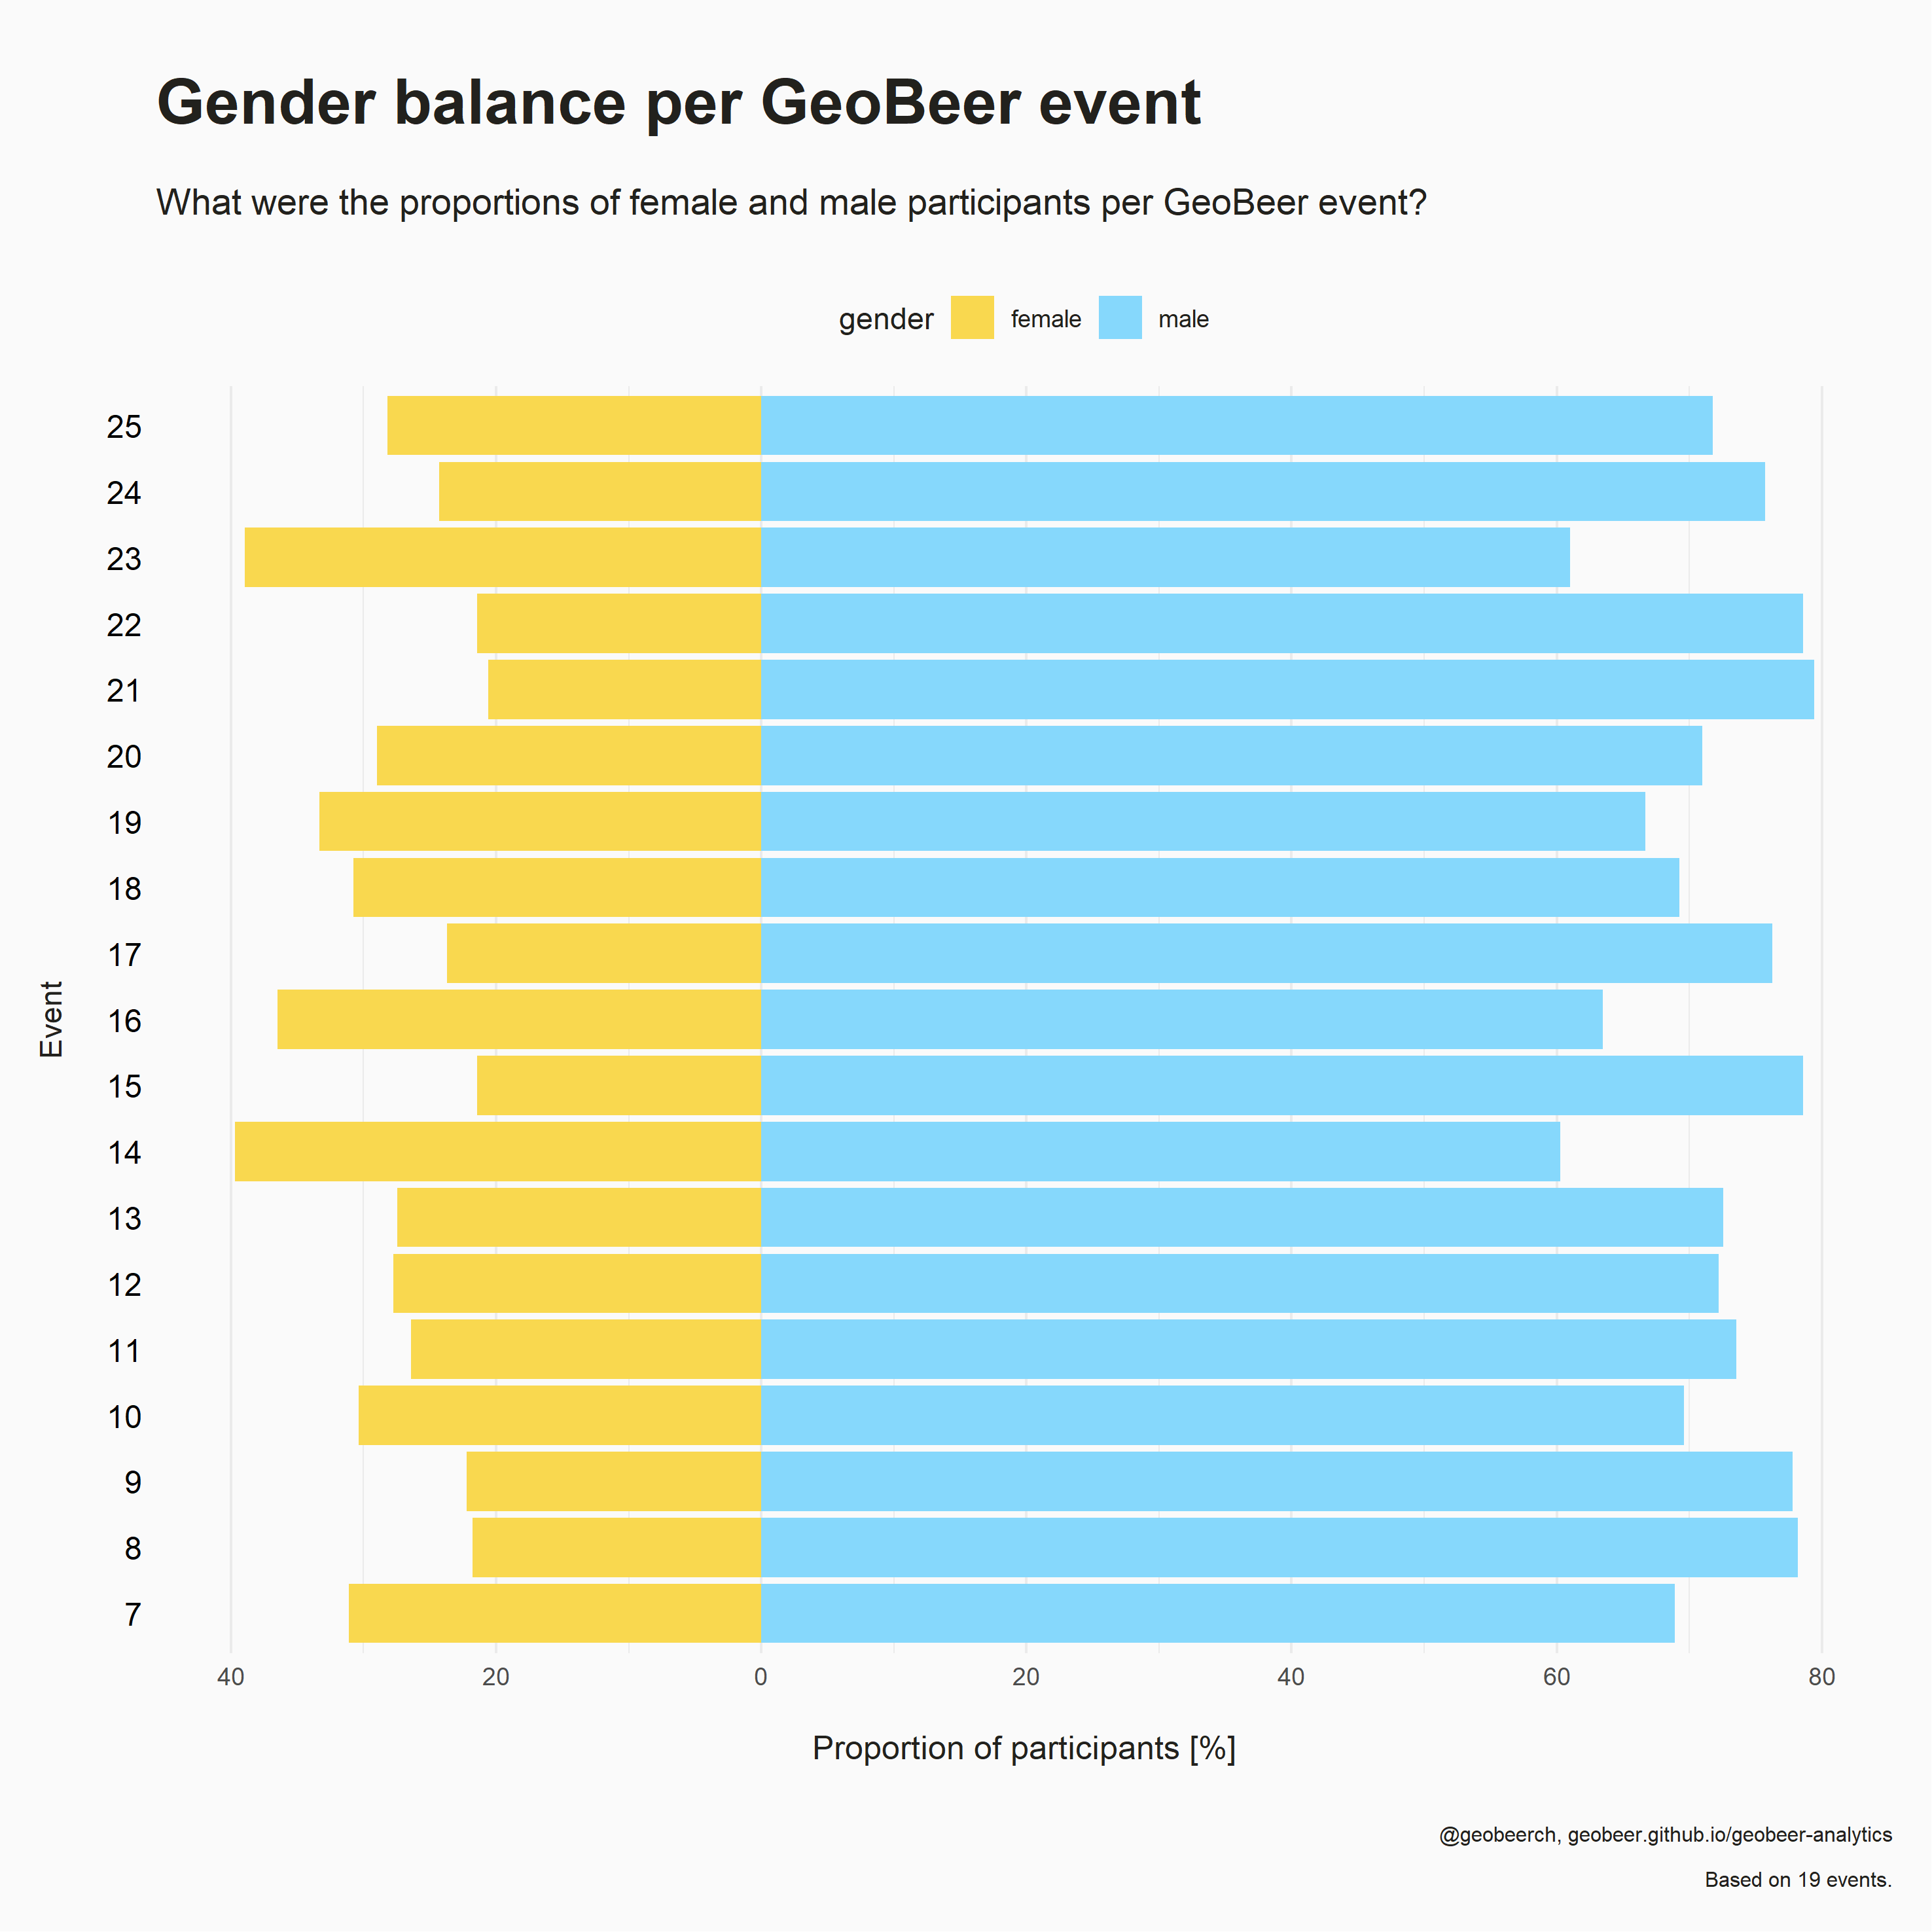 Gender balance per GeoBeer event
What were the proportions of female and male participants per GeoBeer event?
gender female male
25
24
23
22
21
20
19
18
17
16
Event
15
14
13
12
11
10
9
8
7
40 20 0 20 40 60 80
Proportion of participants [%]
@geobeerch, geobeer.github.io/geobeer-analytics
Based on 19 events.